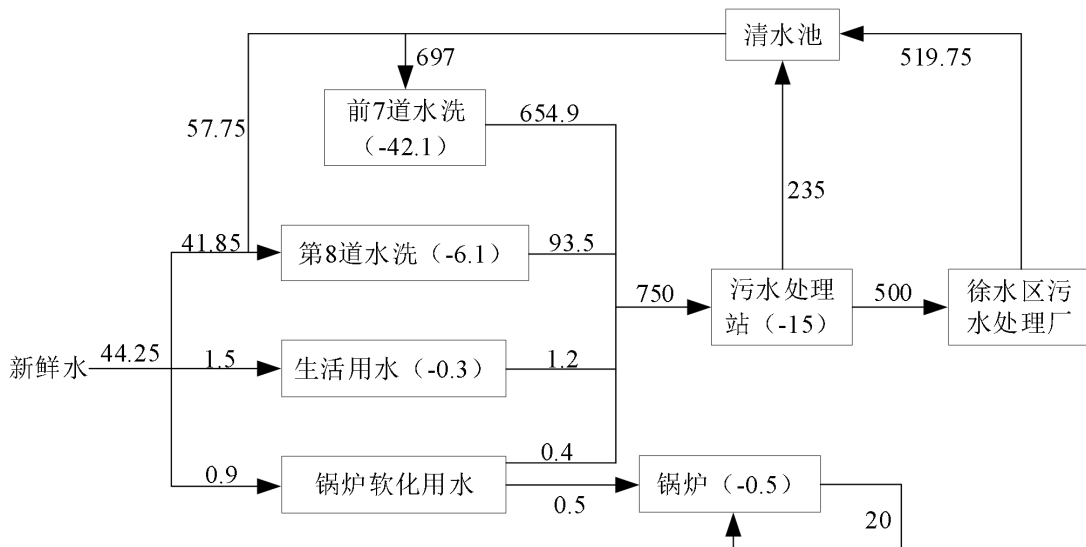 清水池
697
519.75
前7道水洗
（-42.1）
654.9
57.75
235
41.85
第8道水洗（-6.1）
93.5
750
污水处理
站（-15）
500
徐水区污
水处理厂
新鲜水
44.25
1.5
生活用水（-0.3）
1.2
0.9
锅炉软化用水
0.4
0.5
锅炉（-0.5）
20